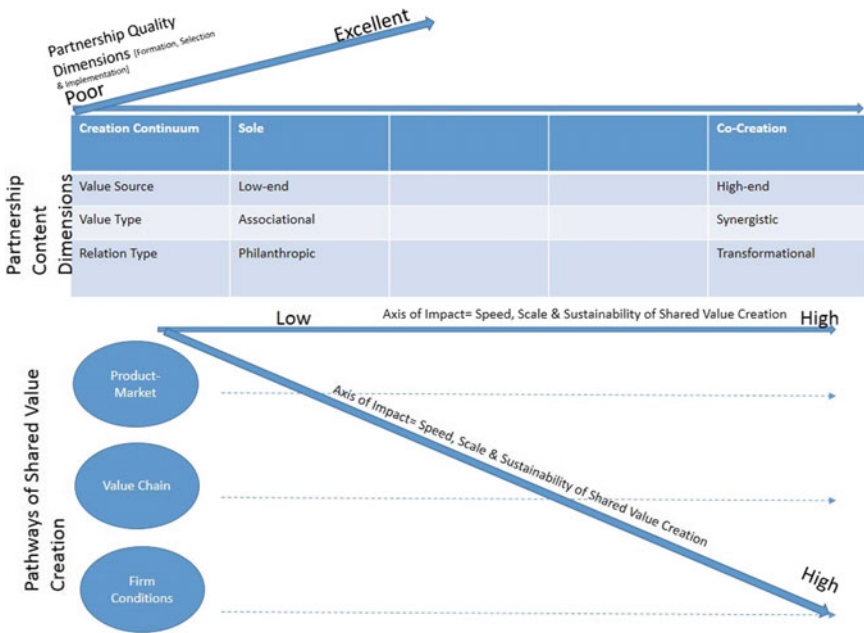 Partnership Quality
Dimensions [Formation, Selection
& Implementation]
Excellent
Poor
Partnership Content Dimensions
Creation Continuum Sole Co-Creation
Value Source Low-end High-end
Value Type Associational Synergistic
Relation Type Philanthropic Transformational
Low
Axis of Impact= Speed, Scale & Sustainability of Shared Value Creation
High
Pathways of Shared Value
Creation
Product-
Market
Value Chain
Firm
Conditions
Axis of Impact= Speed, Scale & Sustainability of Shared Value Creation
High